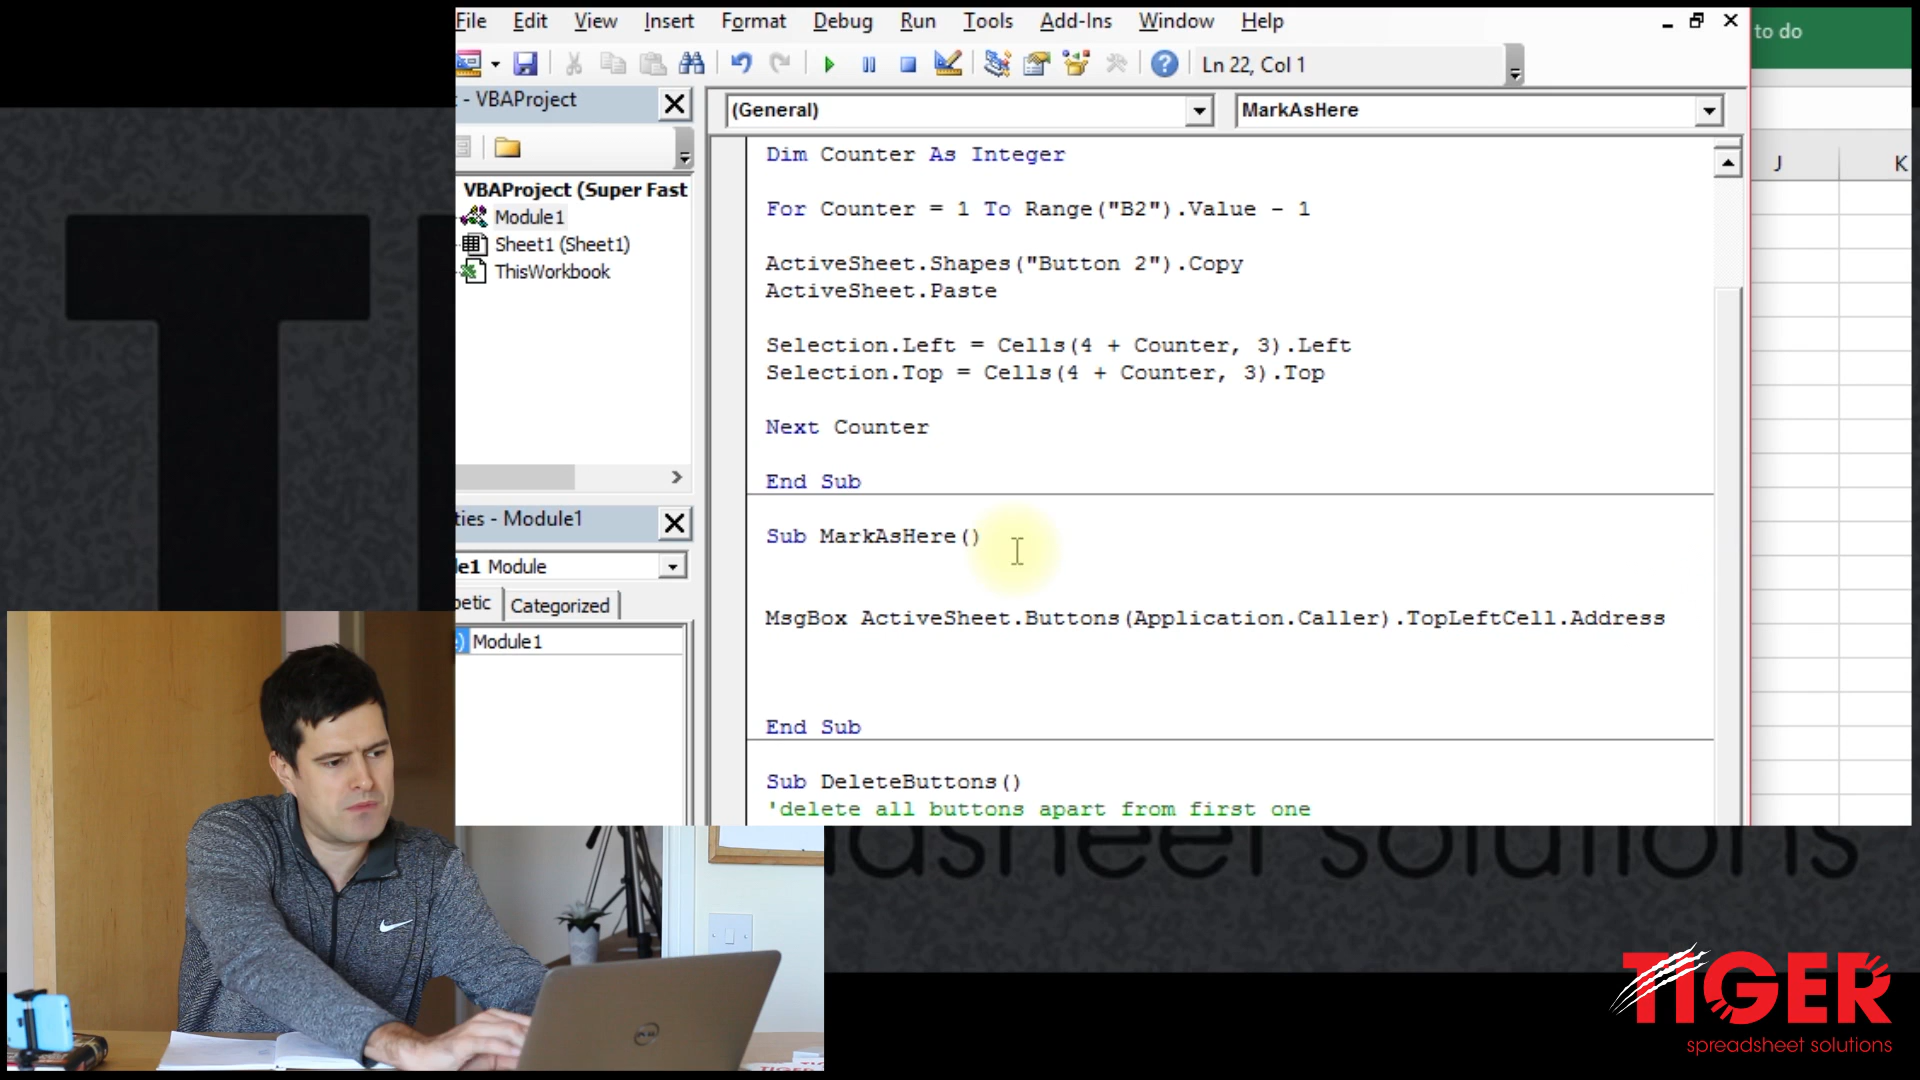 File Edit View Insert Format Debug Run Tools Add-Ins Window Help
to do
Ln 22, Col 1
- VBAProject
(General)
MarkAsHere
J K
VBAProject (Super Fast
Module1
Sheet1 (Sheet1)
ThisWorkbook
Dim Counter As Integer
For Counter = 1 To Range("B2").Value - 1
ActiveSheet.Shapes("Button 2").Copy
ActiveSheet.Paste
Selection.Left = Cells(4 + Counter, 3).Left
Selection.Top = Cells(4 + Counter, 3).Top
Next Counter
End Sub
Sub MarkAsHere()
MsgBox ActiveSheet.Buttons(Application.Caller).TopLeftCell.Address
End Sub
Sub DeleteButtons()
'delete all buttons apart from first one
ties - Module1
le1 Module
betic Categorized
Module1
adsheet solutions
TIGER
spreadsheet solutions